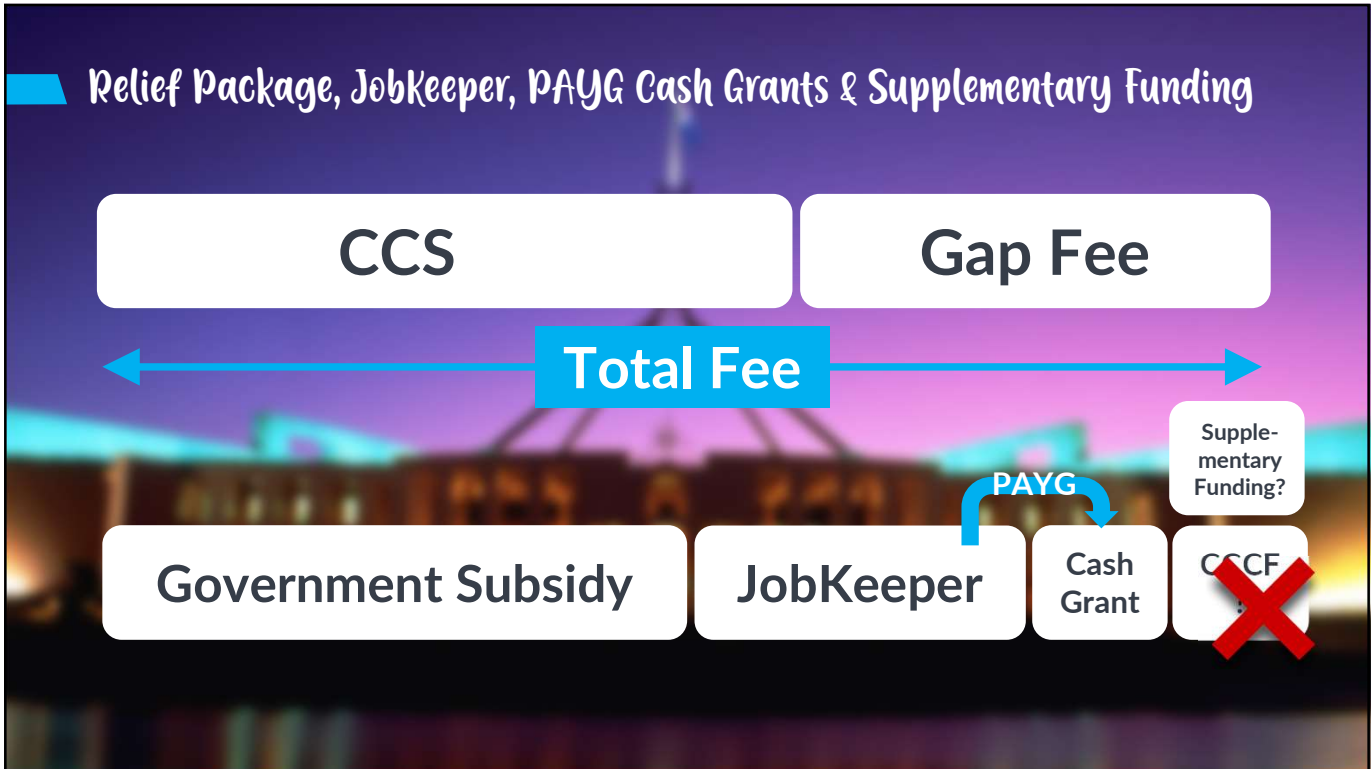 Relief Package, JobKeeper, PAYG Cash Grants & Supplementary Funding
CCS
Gap Fee
Total Fee
Supple-
mentary
Funding?
PAYG
Government Subsidy
JobKeeper
Cash
Grant
CCCF